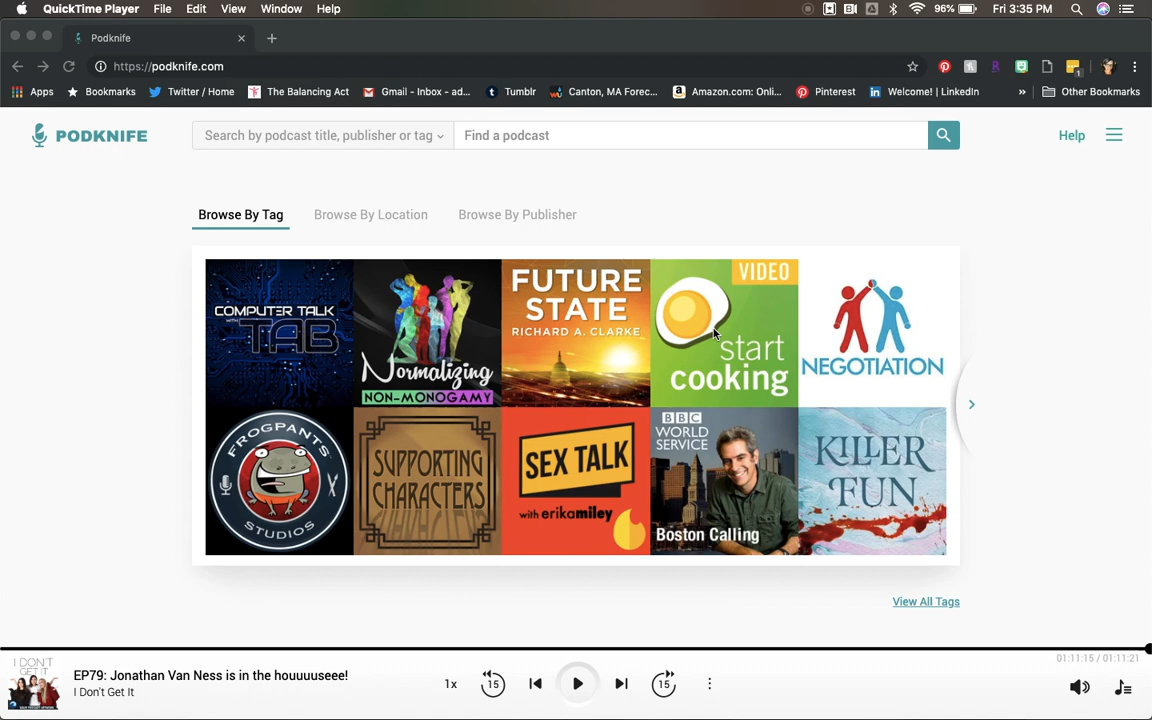 QuickTime Player File Edit View Window Help 96% Fri 3:35 PM
Podknife
https://podknife.com
Apps Bookmarks Twitter / Home The Balancing Act Gmail - Inbox - ad... Tumblr Canton, MA Forec... Amazon.com: Onli... Pinterest Welcome! | LinkedIn » Other Bookmarks
PODKNIFE Search by podcast title, publisher or tag Find a podcast Help
Browse By Tag Browse By Location Browse By Publisher
COMPUTER TALK
WITH
TAB
Normalizing
NON-MONOGAMY
FUTURE
STATE
RICHARD A. CLARKE
VIDEO
start
cooking
NEGOTIATION
FROGPANTS
STUDIOS
SUPPORTING
CHARACTERS
SEX TALK
with erikamiley
BBC
WORLD
SERVICE
Boston Calling
KILLER
FUN
View All Tags
01:11:15 / 01:11:21
I DON'T
GET IT
EP79: Jonathan Van Ness is in the houuuuseee!
I Don't Get It
1x 15 15